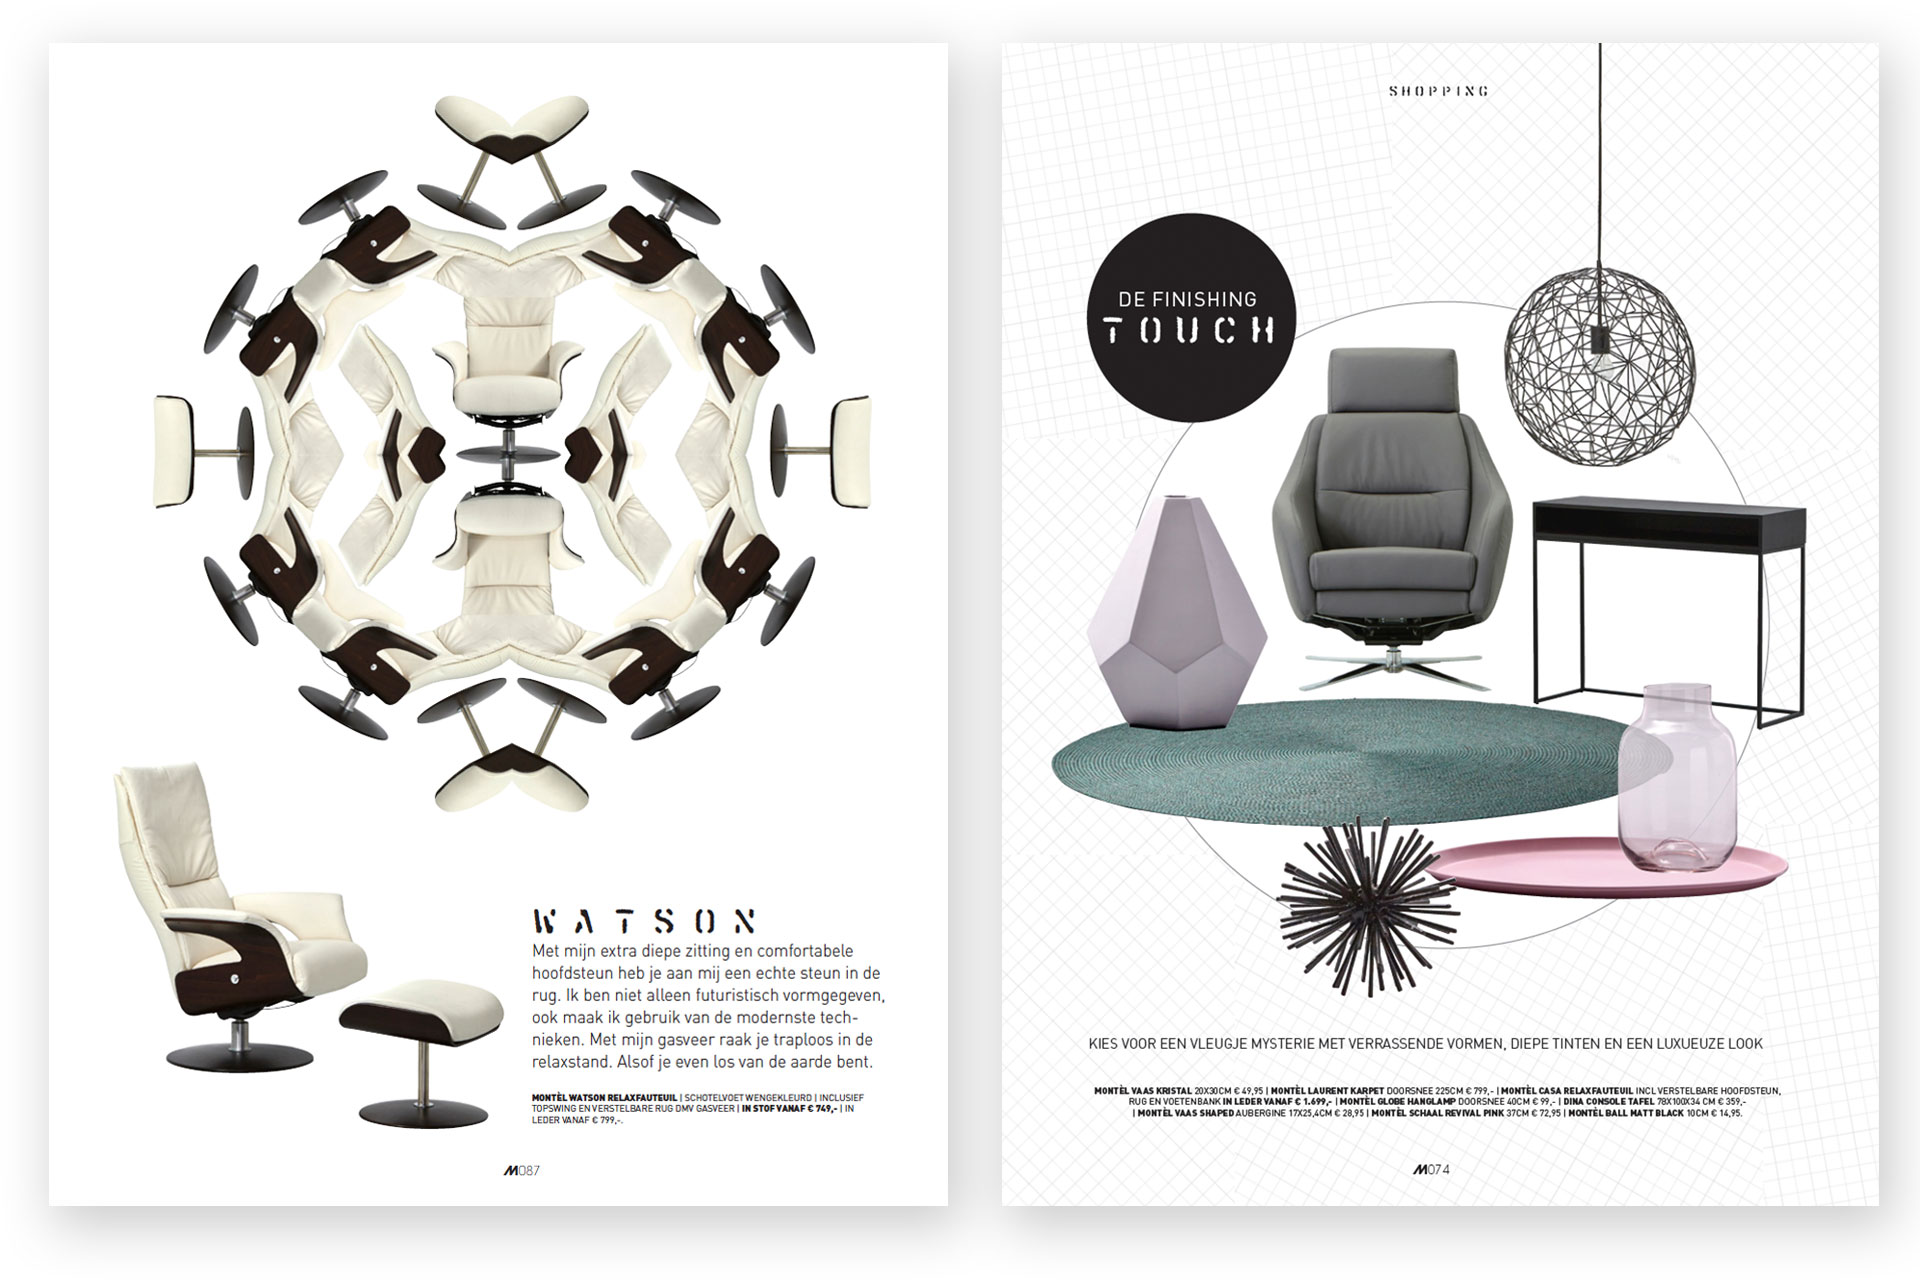 WATSON
Met mijn extra diepe zitting en comfortabele
hoofdsteun heb je aan mij een echte steun in de
rug. Ik ben niet alleen futuristisch vormgegeven,
ook maak ik gebruik van de modernste tech-
nieken. Met mijn gasveer raak je traploos in de
relaxstand. Alsof je even los van de aarde bent.
MONTÈL WATSON RELAXFAUTEUIL | SCHOTELVOET WENGEKLEURD | INCLUSIEF
TOPSWING EN VERSTELBARE RUG DMV GASVEER | IN STOF VANAF € 749,- | IN
LEDER VANAF € 799,-.
M087
SHOPPING
DE FINISHING
TOUCH
KIES VOOR EEN VLEUGJE MYSTERIE MET VERRASSENDE VORMEN, DIEPE TINTEN EN EEN LUXUEUZE LOOK
MONTÈL VAAS KRISTAL 20X30CM € 49,95 | MONTÈL LAURENT KARPET DOORSNEE 225CM € 799,- | MONTÈL CASA RELAXFAUTEUIL INCL VERSTELBARE HOOFDSTEUN,
RUG EN VOETENBANK IN LEDER VANAF € 1.699,- | MONTÈL GLOBE HANGLAMP DOORSNEE 40CM € 99,- | DINA CONSOLE TAFEL 78X100X34 CM € 359,-
| MONTÈL VAAS SHAPED AUBERGINE 17X25,4CM € 28,95 | MONTÈL SCHAAL REVIVAL PINK 37CM € 72,95 | MONTÈL BALL MATT BLACK 10CM € 14,95.
M074